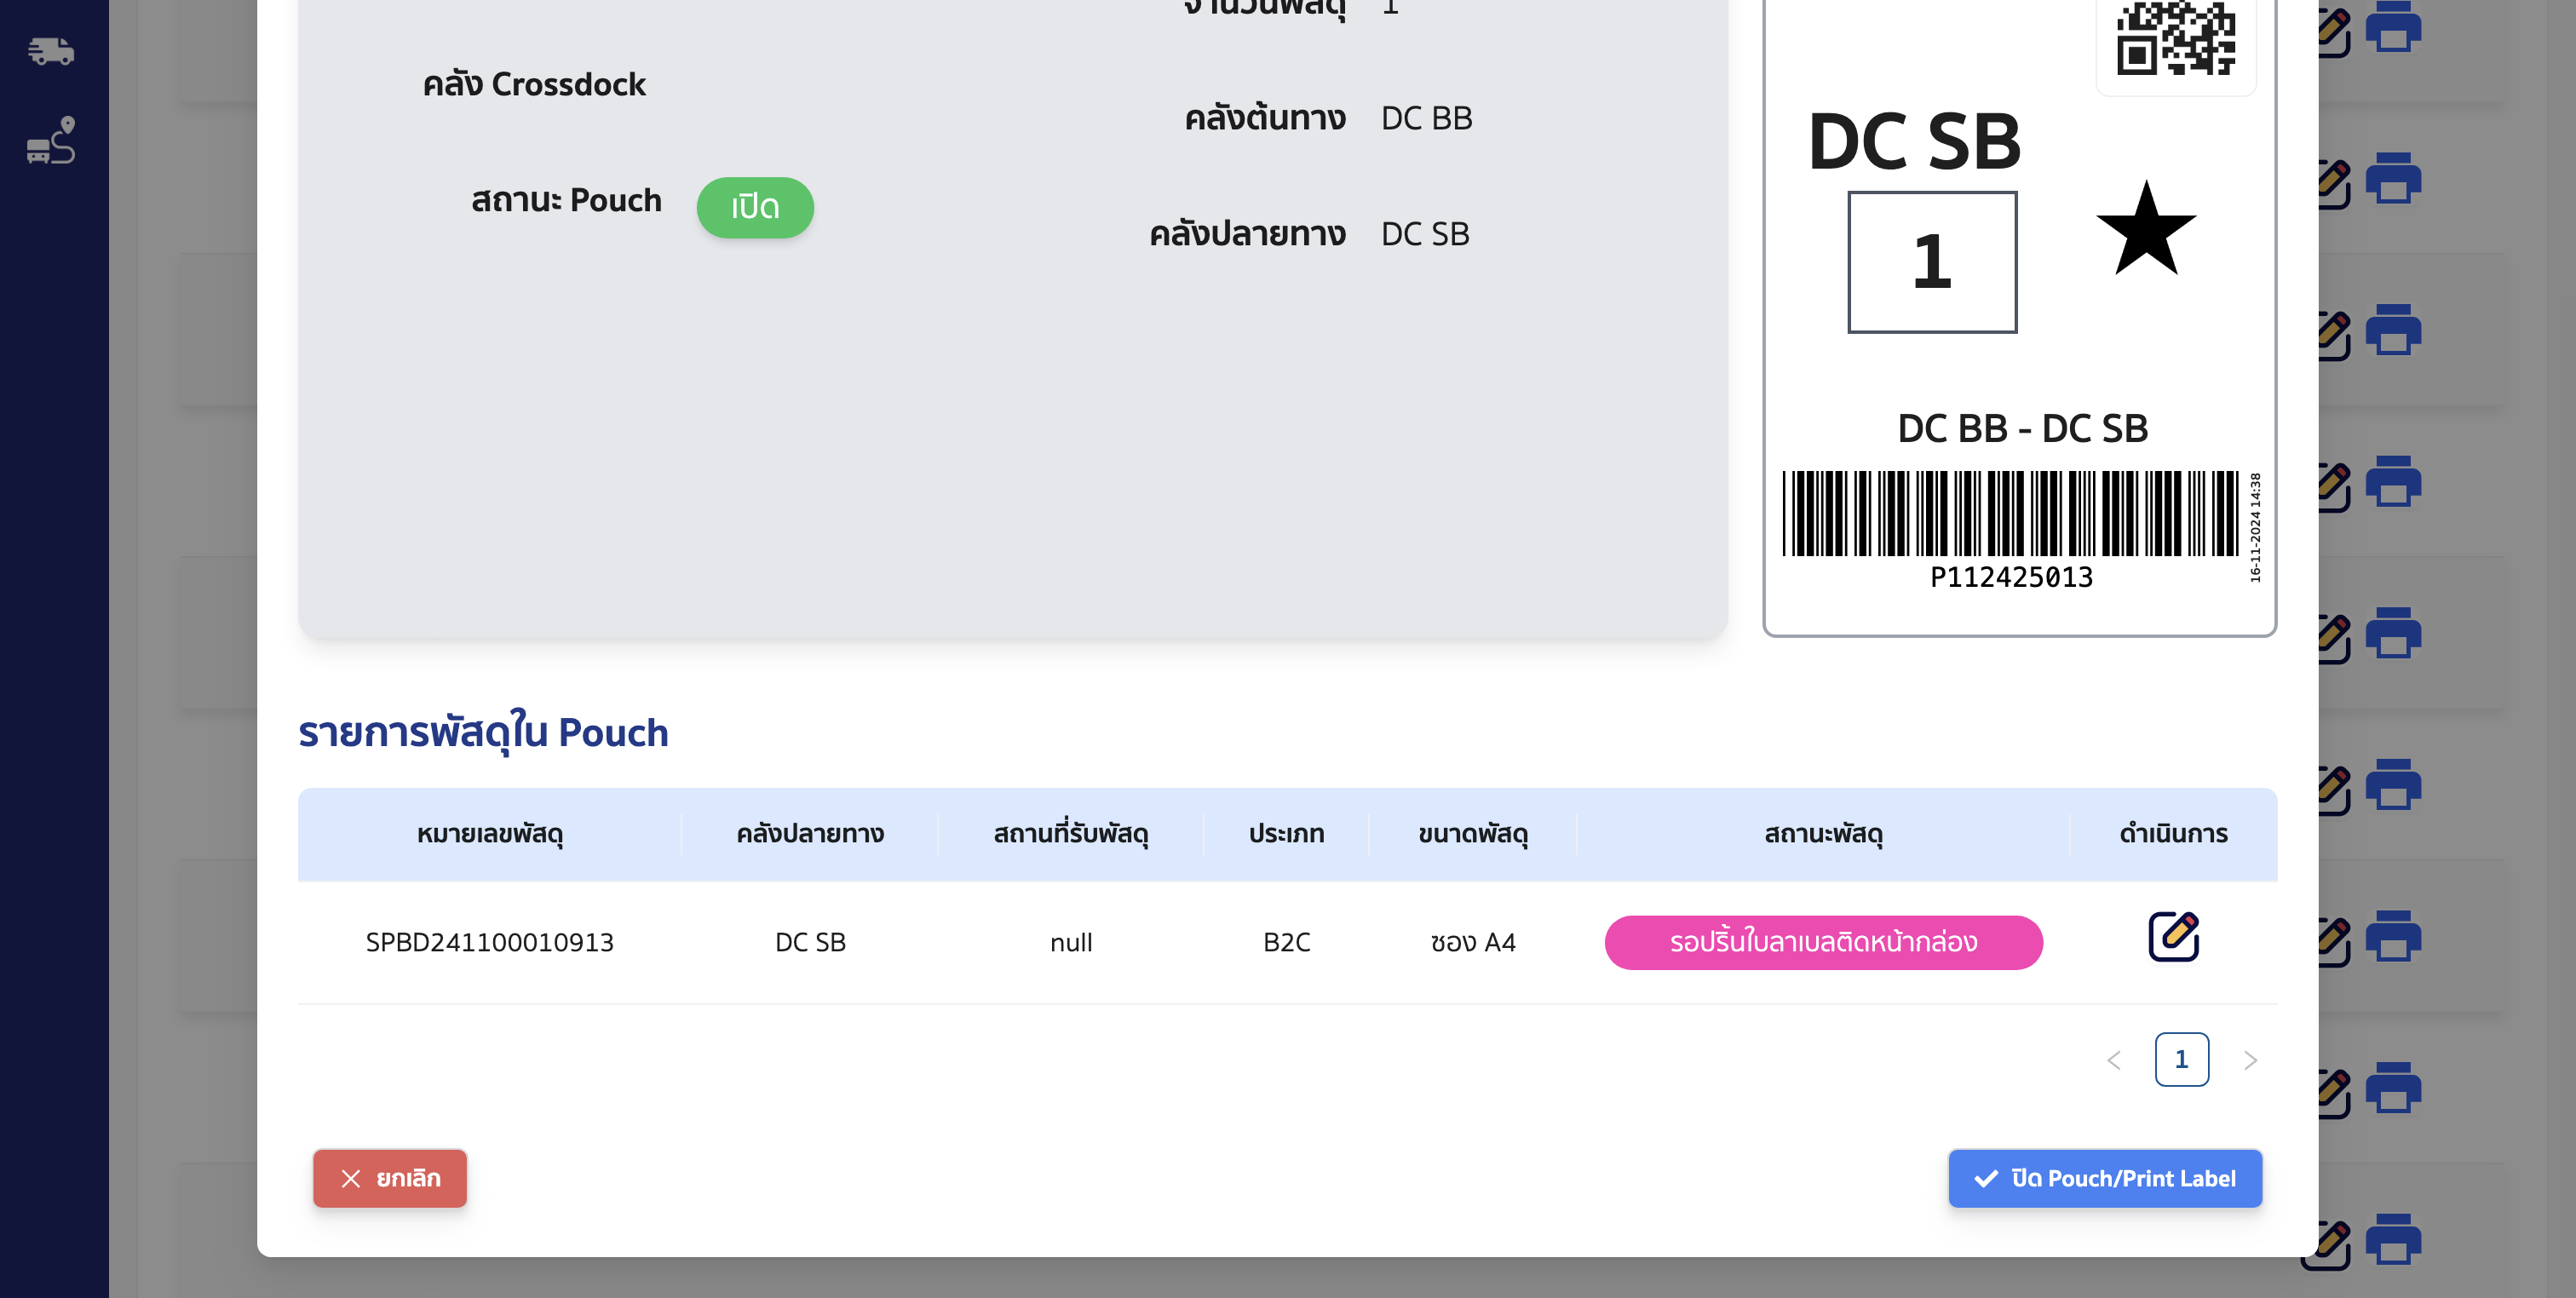 จำนวนพัสดุ 1
คลัง Crossdock
คลังต้นทาง DC BB
สถานะ Pouch เปิด
คลังปลายทาง DC SB
DC SB
1
DC BB - DC SB
16-11-2024 14:38
P112425013
รายการพัสดุใน Pouch
หมายเลขพัสดุ คลังปลายทาง สถานที่รับพัสดุ ประเภท ขนาดพัสดุ สถานะพัสดุ ดำเนินการ
SPBD241100010913 DC SB null B2C ซอง A4 รอปริ้นใบลาเบลติดหน้ากล่อง
1
ยกเลิก
ปิด Pouch/Print Label